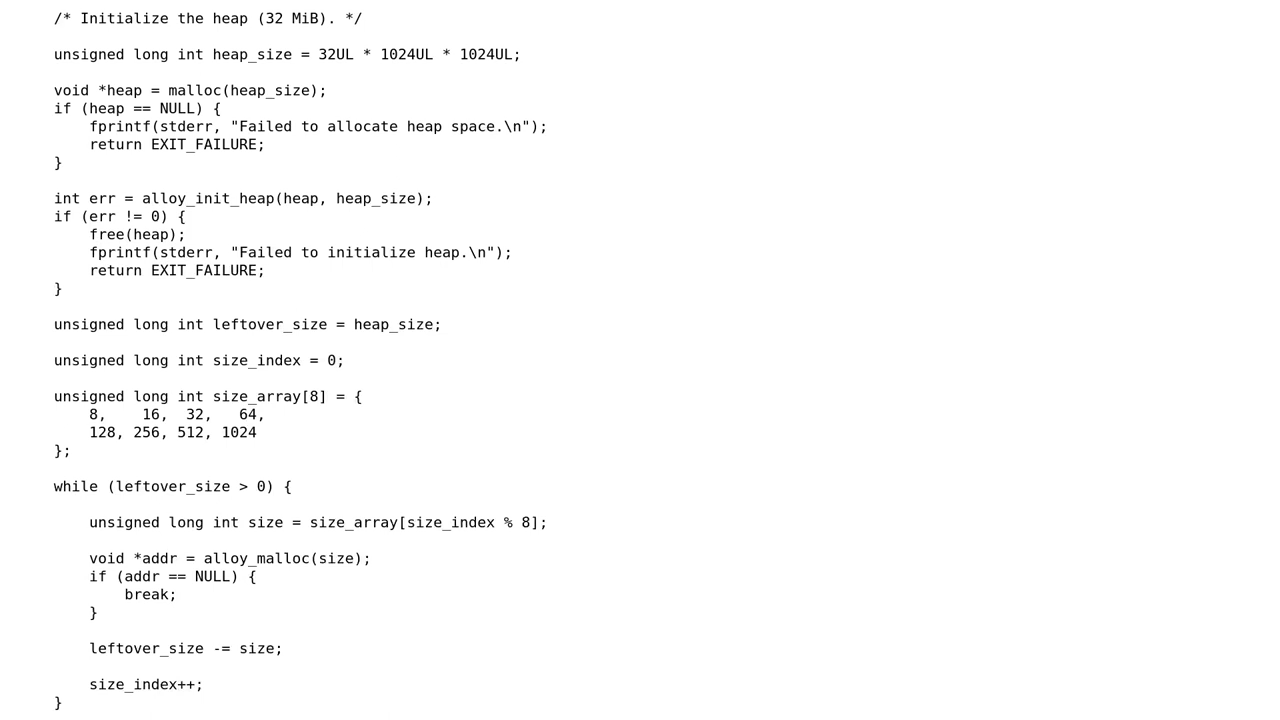 /* Initialize the heap (32 MiB). */
unsigned long int heap_size = 32UL * 1024UL * 1024UL;
void *heap = malloc(heap_size);
if (heap == NULL) {
    fprintf(stderr, "Failed to allocate heap space.\n");
    return EXIT_FAILURE;
}
int err = alloy_init_heap(heap, heap_size);
if (err != 0) {
    free(heap);
    fprintf(stderr, "Failed to initialize heap.\n");
    return EXIT_FAILURE;
}
unsigned long int leftover_size = heap_size;
unsigned long int size_index = 0;
unsigned long int size_array[8] = {
    8,    16,  32,   64,
    128, 256, 512, 1024
};
while (leftover_size > 0) {
    unsigned long int size = size_array[size_index % 8];
    void *addr = alloy_malloc(size);
    if (addr == NULL) {
        break;
    }
    leftover_size -= size;
    size_index++;
}